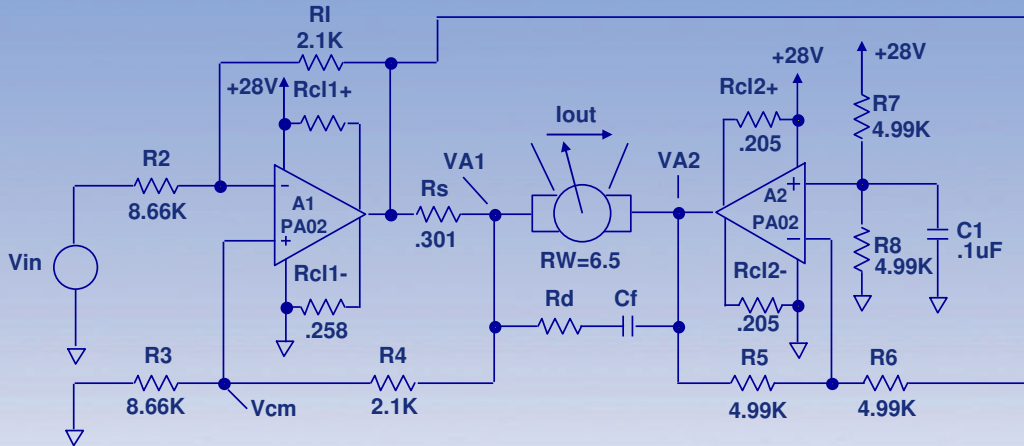 RI
2.1K
+28V
Rcl1+
R2
8.66K
−
A1
PA02
+
Rcl1-
.258
Vin
R3
8.66K
Vcm
R4
2.1K
Rs
.301
VA1
Iout
RW=6.5
Rd
Cf
VA2
Rcl2+
.205
+28V
+28V
R7
4.99K
+
A2
PA02
−
Rcl2-
.205
R8
4.99K
C1
.1uF
R5
4.99K
R6
4.99K